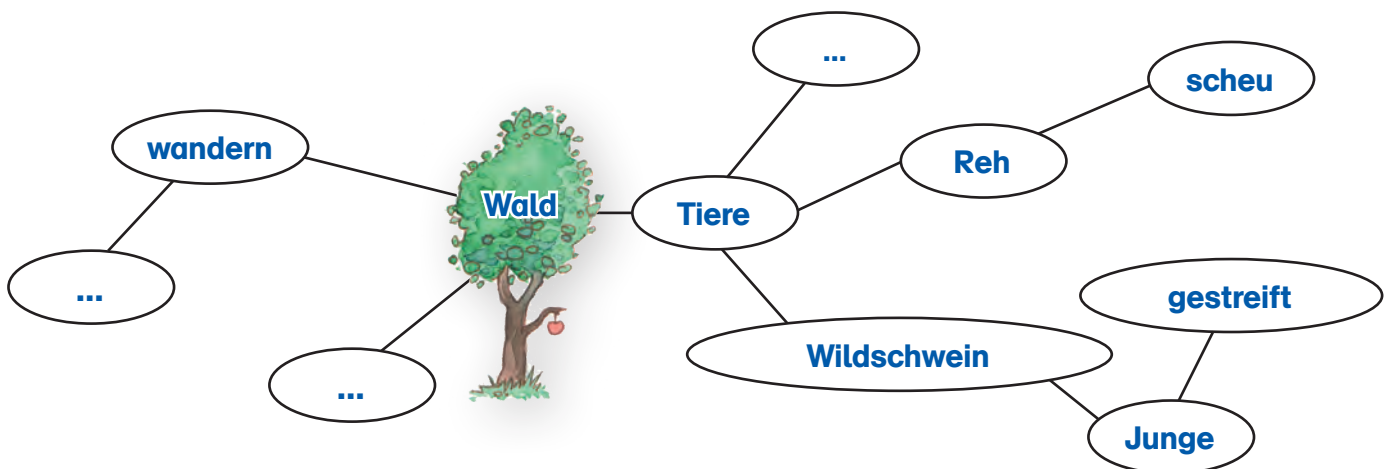 ...
scheu
wandern
Reh
Wald
Tiere
...
gestreift
Wildschwein
...
Junge